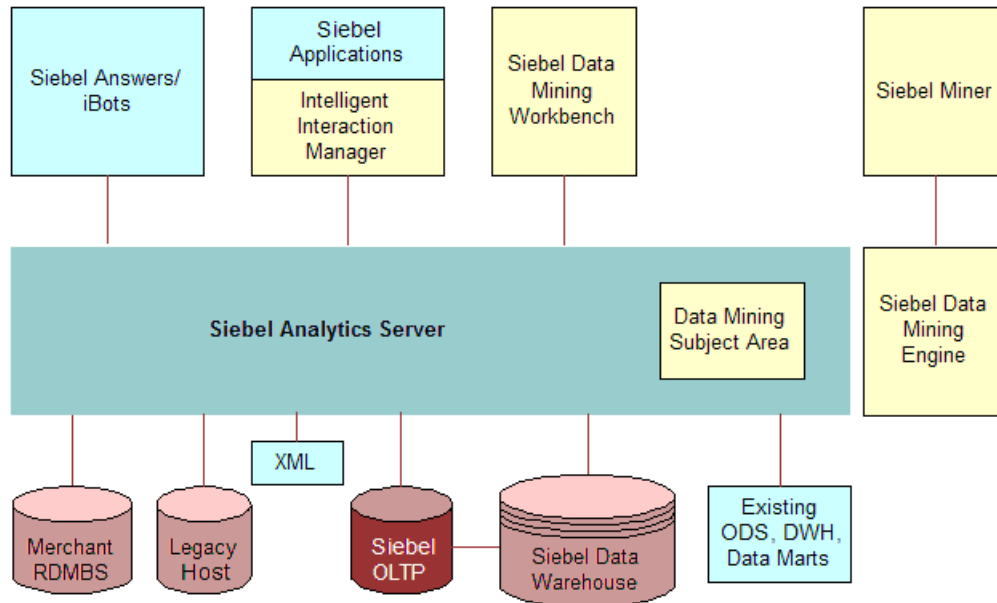 Siebel Answers/
iBots
Siebel
Applications
Intelligent
Interaction
Manager
Siebel Data
Mining
Workbench
Siebel Miner
Siebel Analytics Server
Data Mining
Subject Area
Siebel Data
Mining
Engine
XML
Merchant
RDMBS
Legacy
Host
Siebel
OLTP
Siebel Data
Warehouse
Existing
ODS, DWH,
Data Marts